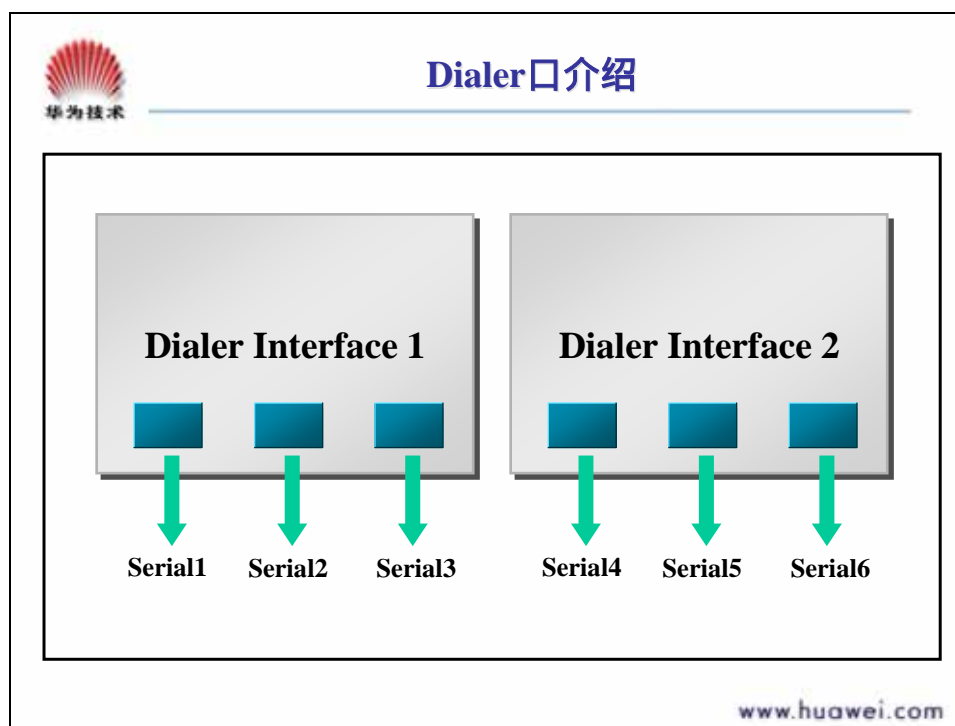 Dialer口介绍
华为技术
Dialer Interface 1
Dialer Interface 2
Serial1 Serial2 Serial3 Serial4 Serial5 Serial6
www.huawei.com